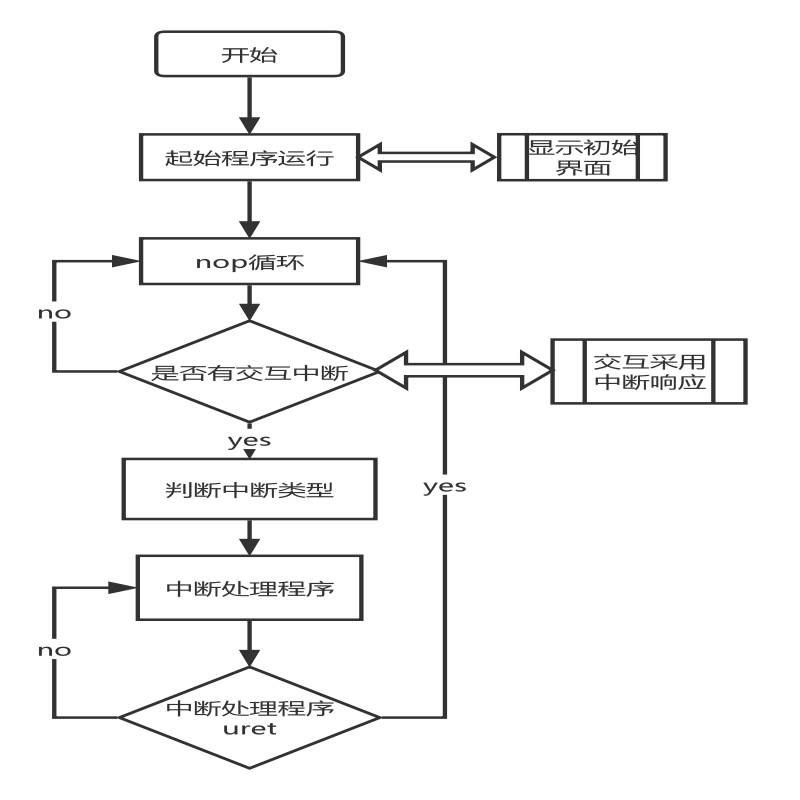 开始
起始程序运行
显示初始
界面
nop循环
no
是否有交互中断
交互采用
中断响应
yes
判断中断类型
yes
中断处理程序
no
中断处理程序
uret